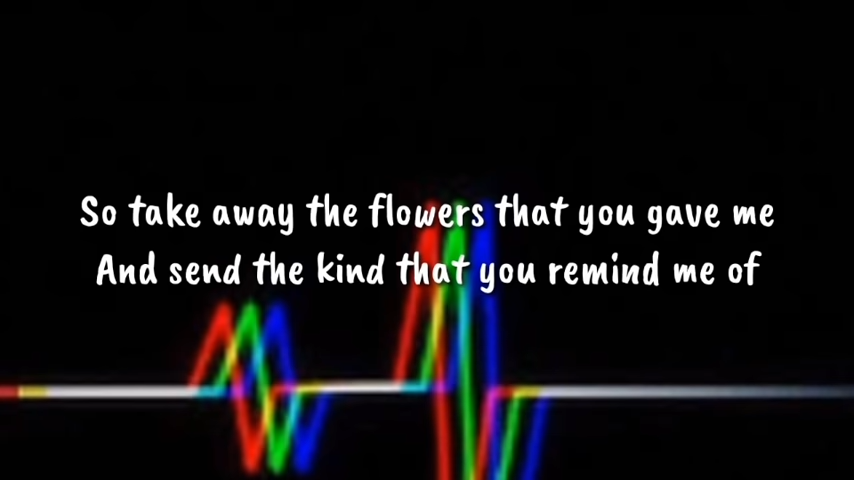 So take away the flowers that you gave me
And send the kind that you remind me of